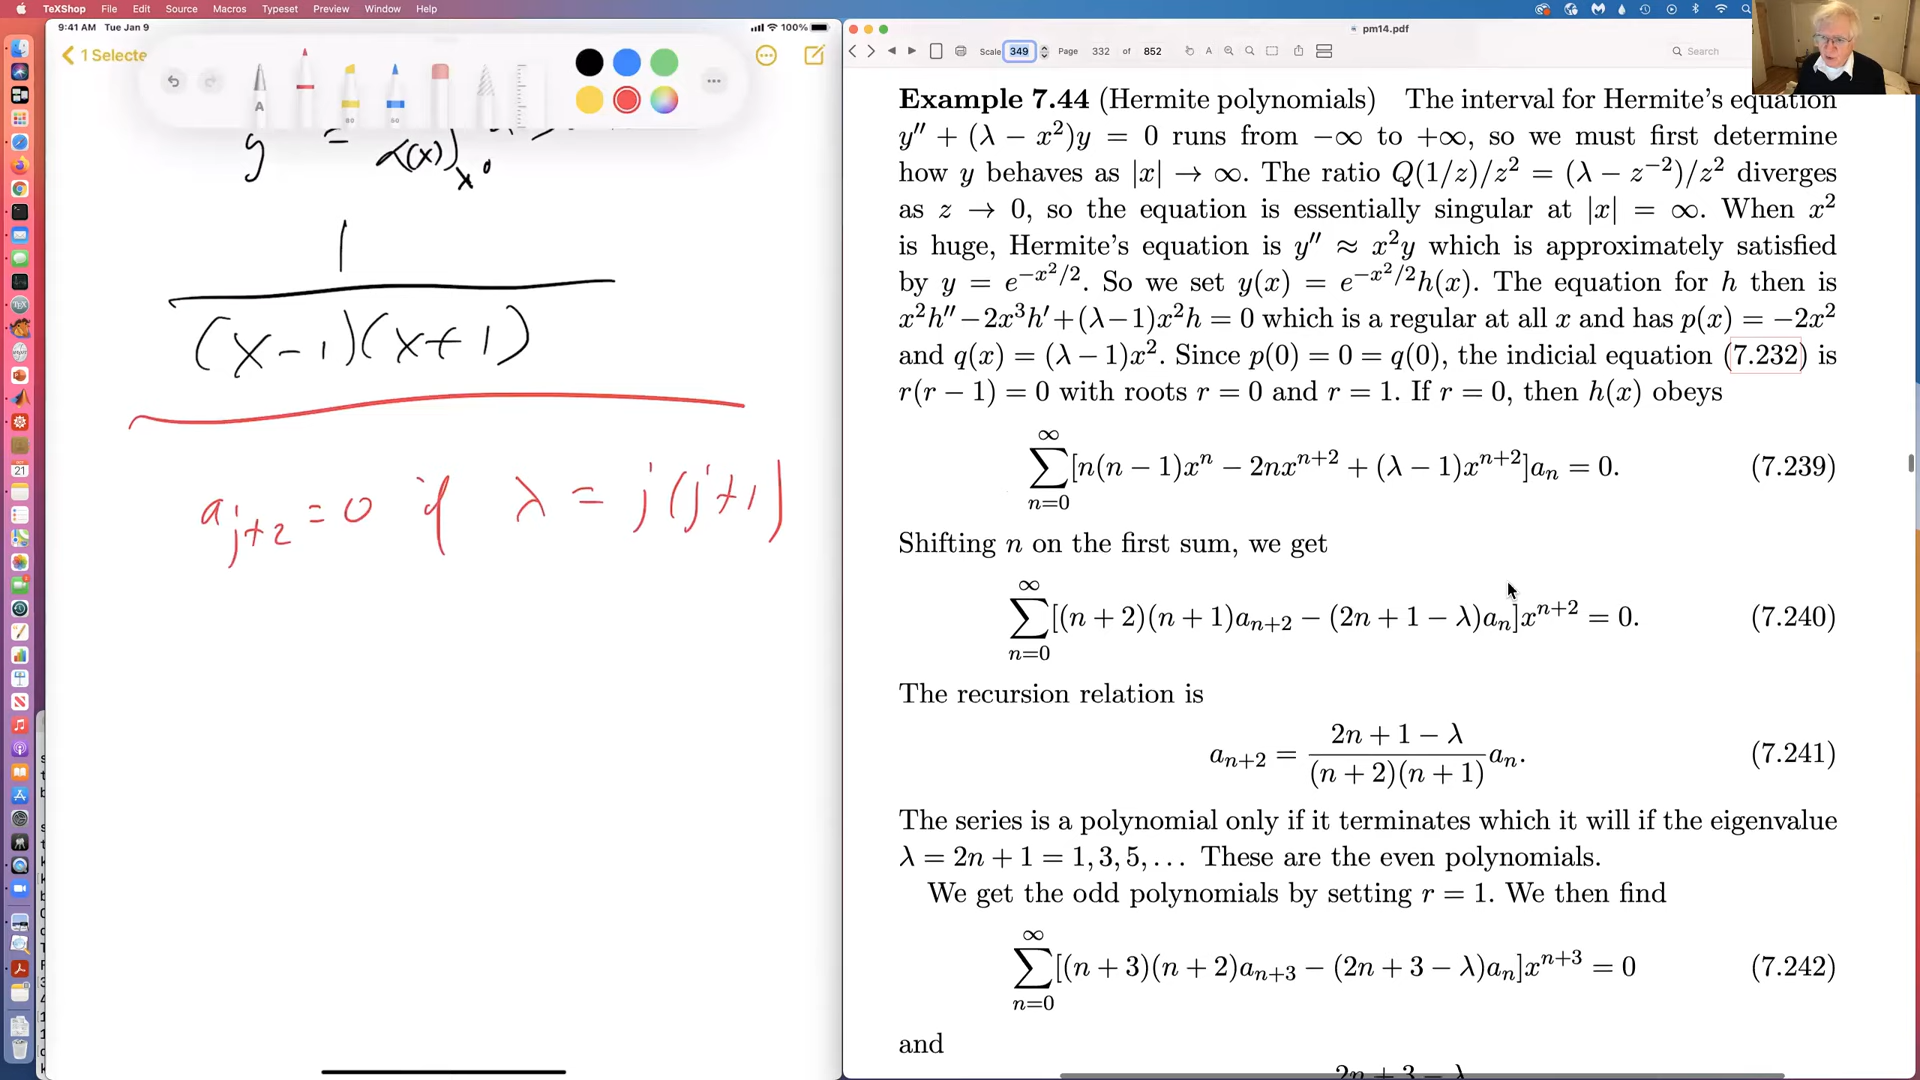 TeXShop File Edit Source Macros Typeset Preview Window Help
9:41 AM Tue Jan 9
100%
1 Selecte
y = α(x)) x⁰
1
(x-1)(x+1)
a_{j+2} = 0 if λ = j(j+1)
pm14.pdf
Scale 349 Page 332 of 852
Search
Example 7.44 (Hermite polynomials) The interval for Hermite's equation
y″ + (λ − x²)y = 0 runs from −∞ to +∞, so we must first determine
how y behaves as |x| → ∞. The ratio Q(1/z)/z² = (λ − z⁻²)/z² diverges
as z → 0, so the equation is essentially singular at |x| = ∞. When x²
is huge, Hermite's equation is y″ ≈ x²y which is approximately satisfied
by y = e^{−x²/2}. So we set y(x) = e^{−x²/2}h(x). The equation for h then is
x²h″ − 2x³h′ + (λ−1)x²h = 0 which is a regular at all x and has p(x) = −2x²
and q(x) = (λ − 1)x². Since p(0) = 0 = q(0), the indicial equation (7.232) is
r(r − 1) = 0 with roots r = 0 and r = 1. If r = 0, then h(x) obeys
∑_{n=0}^{∞} [n(n − 1)xⁿ − 2nx^{n+2} + (λ − 1)x^{n+2}]aₙ = 0. (7.239)
Shifting n on the first sum, we get
∑_{n=0}^{∞} [(n + 2)(n + 1)a_{n+2} − (2n + 1 − λ)aₙ]x^{n+2} = 0. (7.240)
The recursion relation is
a_{n+2} = \frac{2n + 1 − λ}{(n + 2)(n + 1)} aₙ. (7.241)
The series is a polynomial only if it terminates which it will if the eigenvalue
λ = 2n + 1 = 1, 3, 5, . . . These are the even polynomials.
We get the odd polynomials by setting r = 1. We then find
∑_{n=0}^{∞} [(n + 3)(n + 2)a_{n+3} − (2n + 3 − λ)aₙ]x^{n+3} = 0 (7.242)
and
2n + 3 − λ